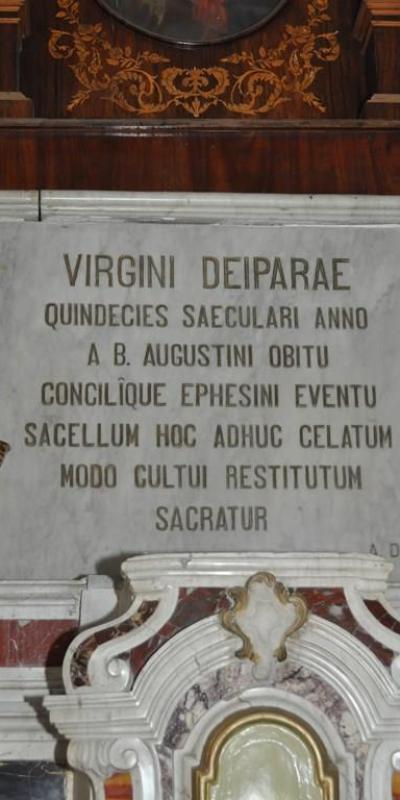 VIRGINI DEIPARAE
QUINDECIES SAECULARI ANNO
A B. AUGUSTINI OBITU
CONCILÎQUE EPHESINI EVENTU
SACELLUM HOC ADHUC CELATUM
MODO CULTUI RESTITUTUM
SACRATUR
A. D